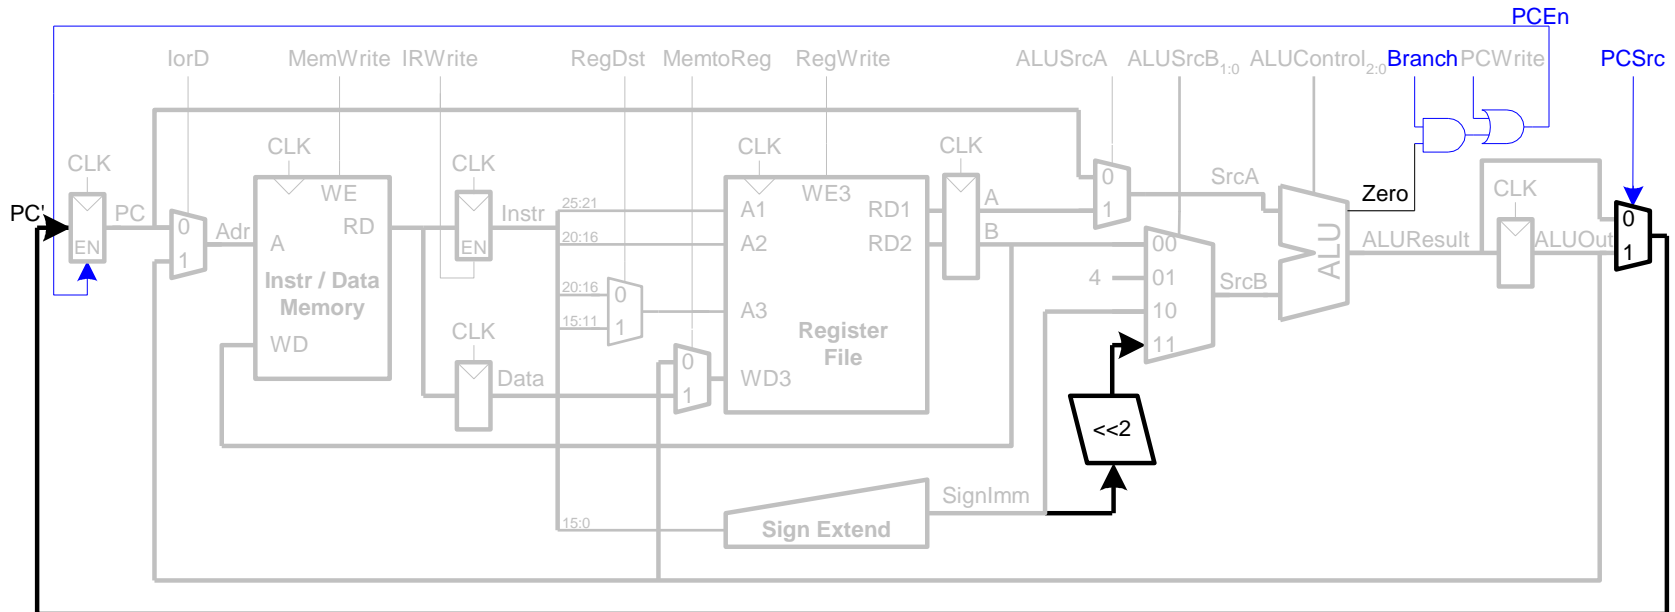 PCEn
IorD MemWrite IRWrite RegDst MemtoReg RegWrite ALUSrcA ALUSrcB1:0 ALUControl2:0 Branch PCWrite PCSrc
CLK CLK CLK CLK CLK
WE WE3 0 SrcA Zero CLK
PC' PC 0 RD Instr 25:21 A1 RD1 A 1 0
EN Adr A EN 20:16 A2 RD2 B 00 ALU ALUResult ALUOut 1
1 Instr / Data
Memory 20:16 0 4 01 SrcB
15:11 1 A3 10
WD CLK Register
File 11
0
Data 1 WD3
<<2
SignImm
15:0 Sign Extend